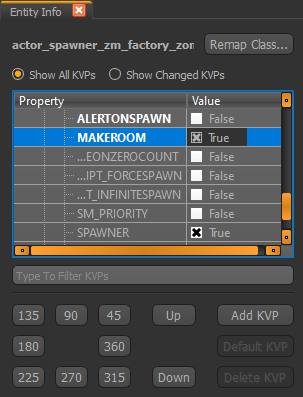 Entity Info
actor_spawner_zm_factory_zor
Remap Class...
Show All KVPs
Show Changed KVPs
Property Value
ALERTONSPAWN False
MAKEROOM True
...EONZEROCOUNT False
...IPT_FORCESPAWN False
...T_INFINITESPAWN False
SM_PRIORITY False
SPAWNER True
Type To Filter KVPs
135 90 45 Up Add KVP
180 360 Default KVP
225 270 315 Down Delete KVP